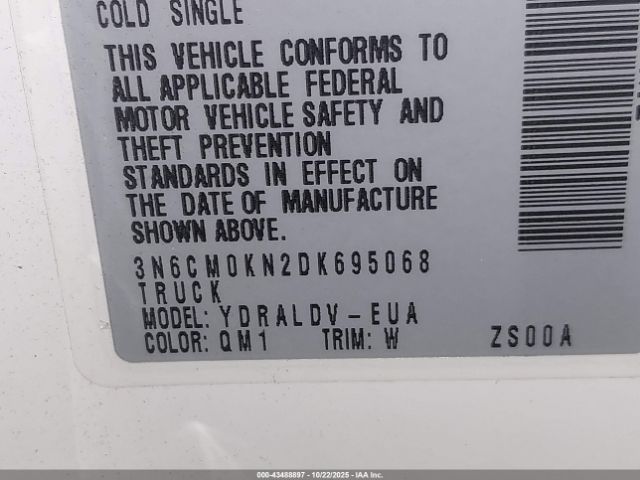 COLD SINGLE
THIS VEHICLE CONFORMS TO
ALL APPLICABLE FEDERAL
MOTOR VEHICLE SAFETY AND
THEFT PREVENTION
STANDARDS IN EFFECT ON
THE DATE OF MANUFACTURE
SHOWN ABOVE.
3N6CM0KN2DK695068
TRUCK
MODEL: YDRALDV-EUA
COLOR: QM1 TRIM: W ZS00A
000-43488897 - 10/22/2025 - IAA Inc.